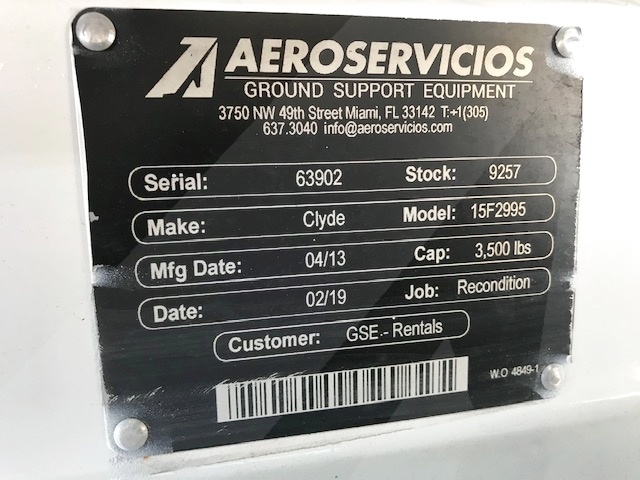 AEROSERVICIOS
GROUND SUPPORT EQUIPMENT
3750 NW 49th Street Miami, FL 33142 T:+1(305)
637.3040 info@aeroservicios.com
Serial: 63902 Stock: 9257
Make: Clyde Model: 15F2995
Mfg Date: 04/13 Cap: 3,500 lbs
Date: 02/19 Job: Recondition
Customer: GSE - Rentals
W.O 4849-1